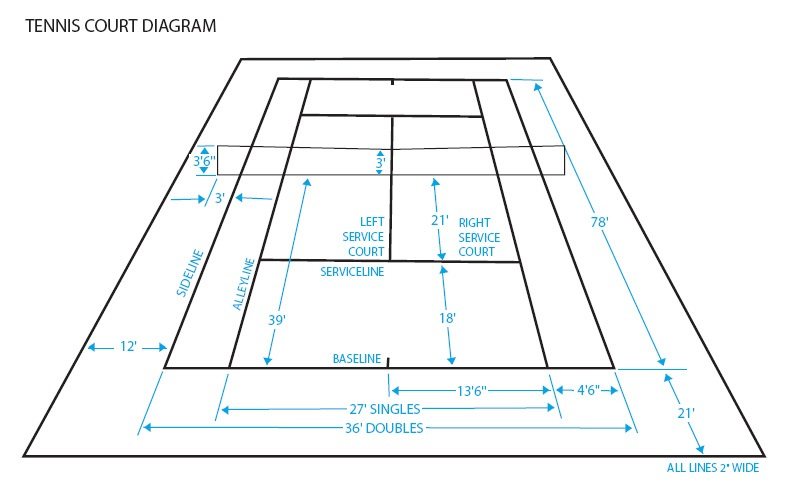 TENNIS COURT DIAGRAM
3'6"
3'
3'
LEFT
SERVICE
COURT
21'
RIGHT
SERVICE
COURT
78'
SIDELINE
ALLEYLINE
SERVICELINE
39'
18'
12'
BASELINE
13'6"
4'6"
27' SINGLES
36' DOUBLES
21'
ALL LINES 2" WIDE